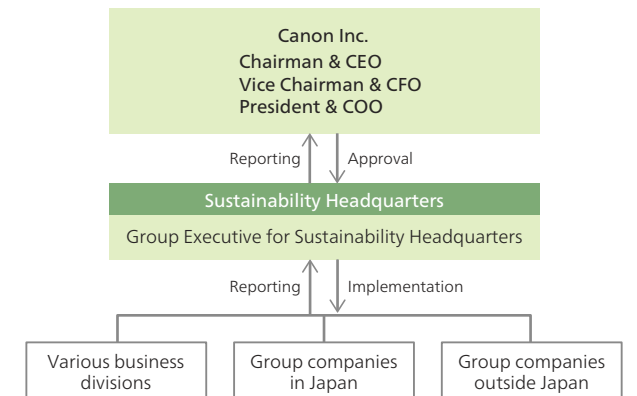 Canon Inc.
Chairman & CEO
Vice Chairman & CFO
President & COO
Reporting
Approval
Sustainability Headquarters
Group Executive for Sustainability Headquarters
Reporting
Implementation
Various business
divisions
Group companies
in Japan
Group companies
outside Japan